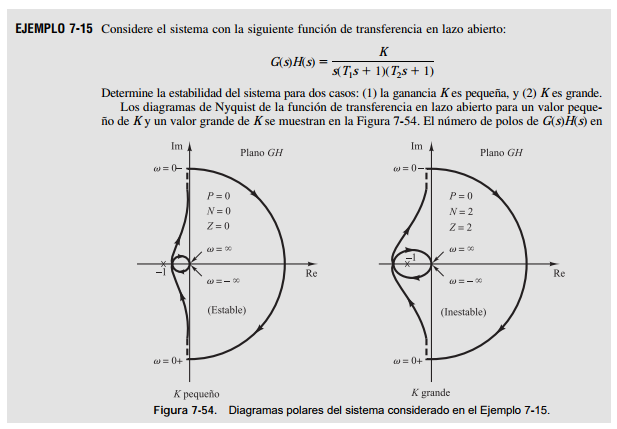 EJEMPLO 7-15 Considere el sistema con la siguiente función de transferencia en lazo abierto:
G(s)H(s) = K / s(T₁s + 1)(T₂s + 1)
Determine la estabilidad del sistema para dos casos: (1) la ganancia K es pequeña, y (2) K es grande.
Los diagramas de Nyquist de la función de transferencia en lazo abierto para un valor peque-
ño de K y un valor grande de K se muestran en la Figura 7-54. El número de polos de G(s)H(s) en
Im
Plano GH
ω = 0–
P = 0
N = 0
Z = 0
ω = ∞
–1
Re
ω = – ∞
(Estable)
ω = 0+
K pequeño
Im
Plano GH
ω = 0–
P = 0
N = 2
Z = 2
ω = ∞
–1
Re
ω = – ∞
(Inestable)
ω = 0+
K grande
Figura 7-54. Diagramas polares del sistema considerado en el Ejemplo 7-15.